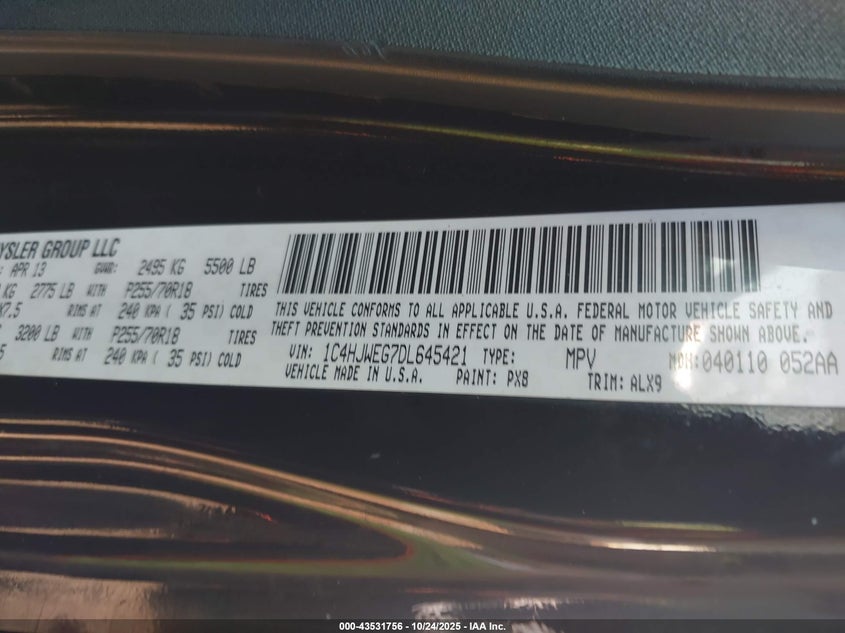 YSLER GROUP LLC
: APR 13 GVWR: 2495 KG 5500 LB
KG 2775 LB WITH P255/70R18 TIRES
X7.5 RIMS AT 240 KPA ( 35 PSI) COLD
3200 LB WITH P255/70R18 TIRES
5 RIMS AT 240 KPA ( 35 PSI) COLD
THIS VEHICLE CONFORMS TO ALL APPLICABLE U.S.A. FEDERAL MOTOR VEHICLE SAFETY AND
THEFT PREVENTION STANDARDS IN EFFECT ON THE DATE OF MANUFACTURE SHOWN ABOVE.
VIN: 1C4HJWEG7DL645421 TYPE: MPV MDH:040110 052AA
VEHICLE MADE IN U.S.A. PAINT: PX8 TRIM: ALX9
000-43531756 - 10/24/2025 - IAA Inc.